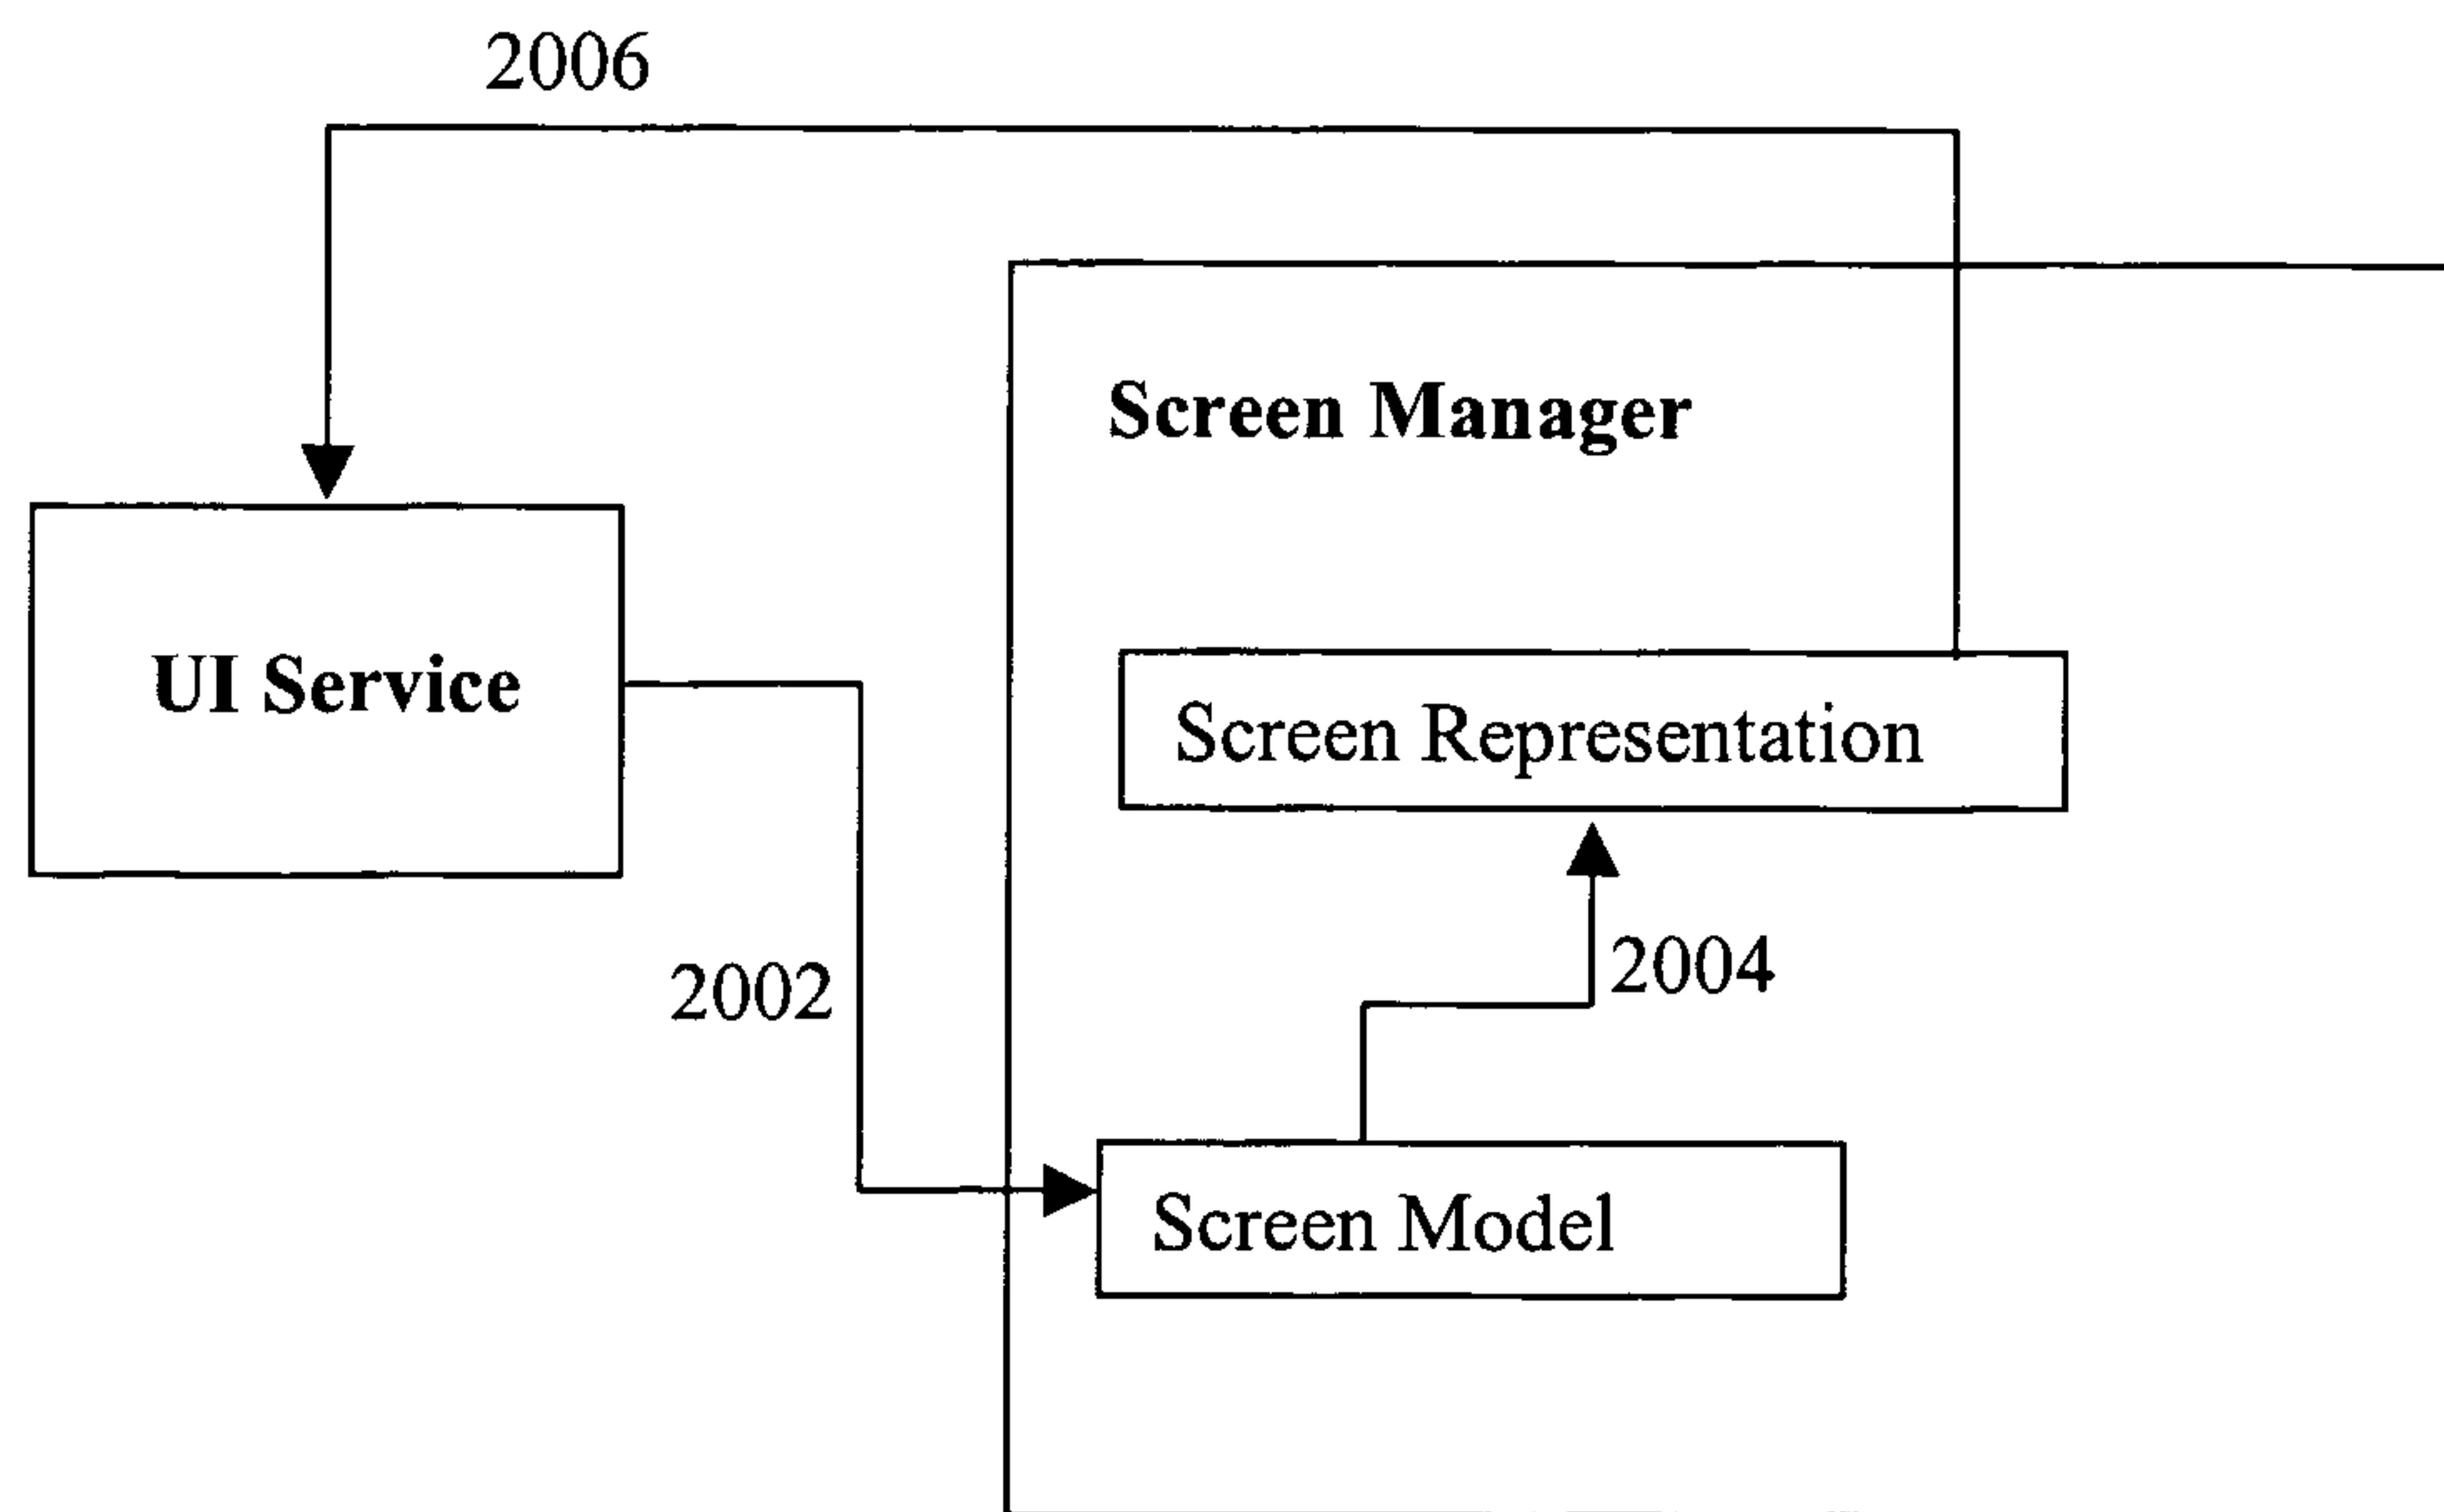 2006
Screen Manager
UI Service
Screen Representation
2002
2004
Screen Model